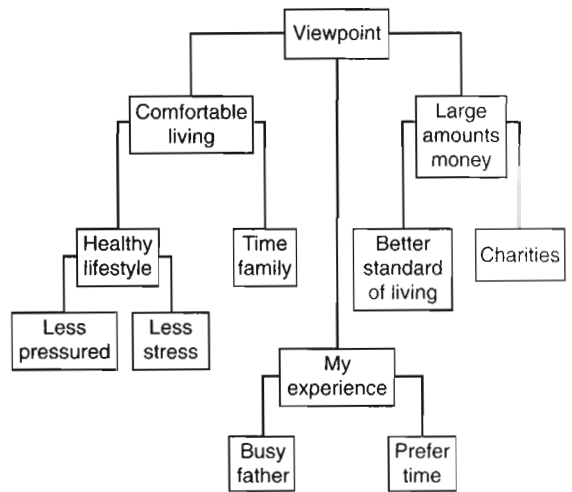 Viewpoint
Comfortable
living
Large
amounts
money
Healthy
lifestyle
Time
family
Better
standard
of living
Charities
Less
pressured
Less
stress
My
experience
Busy
father
Prefer
time